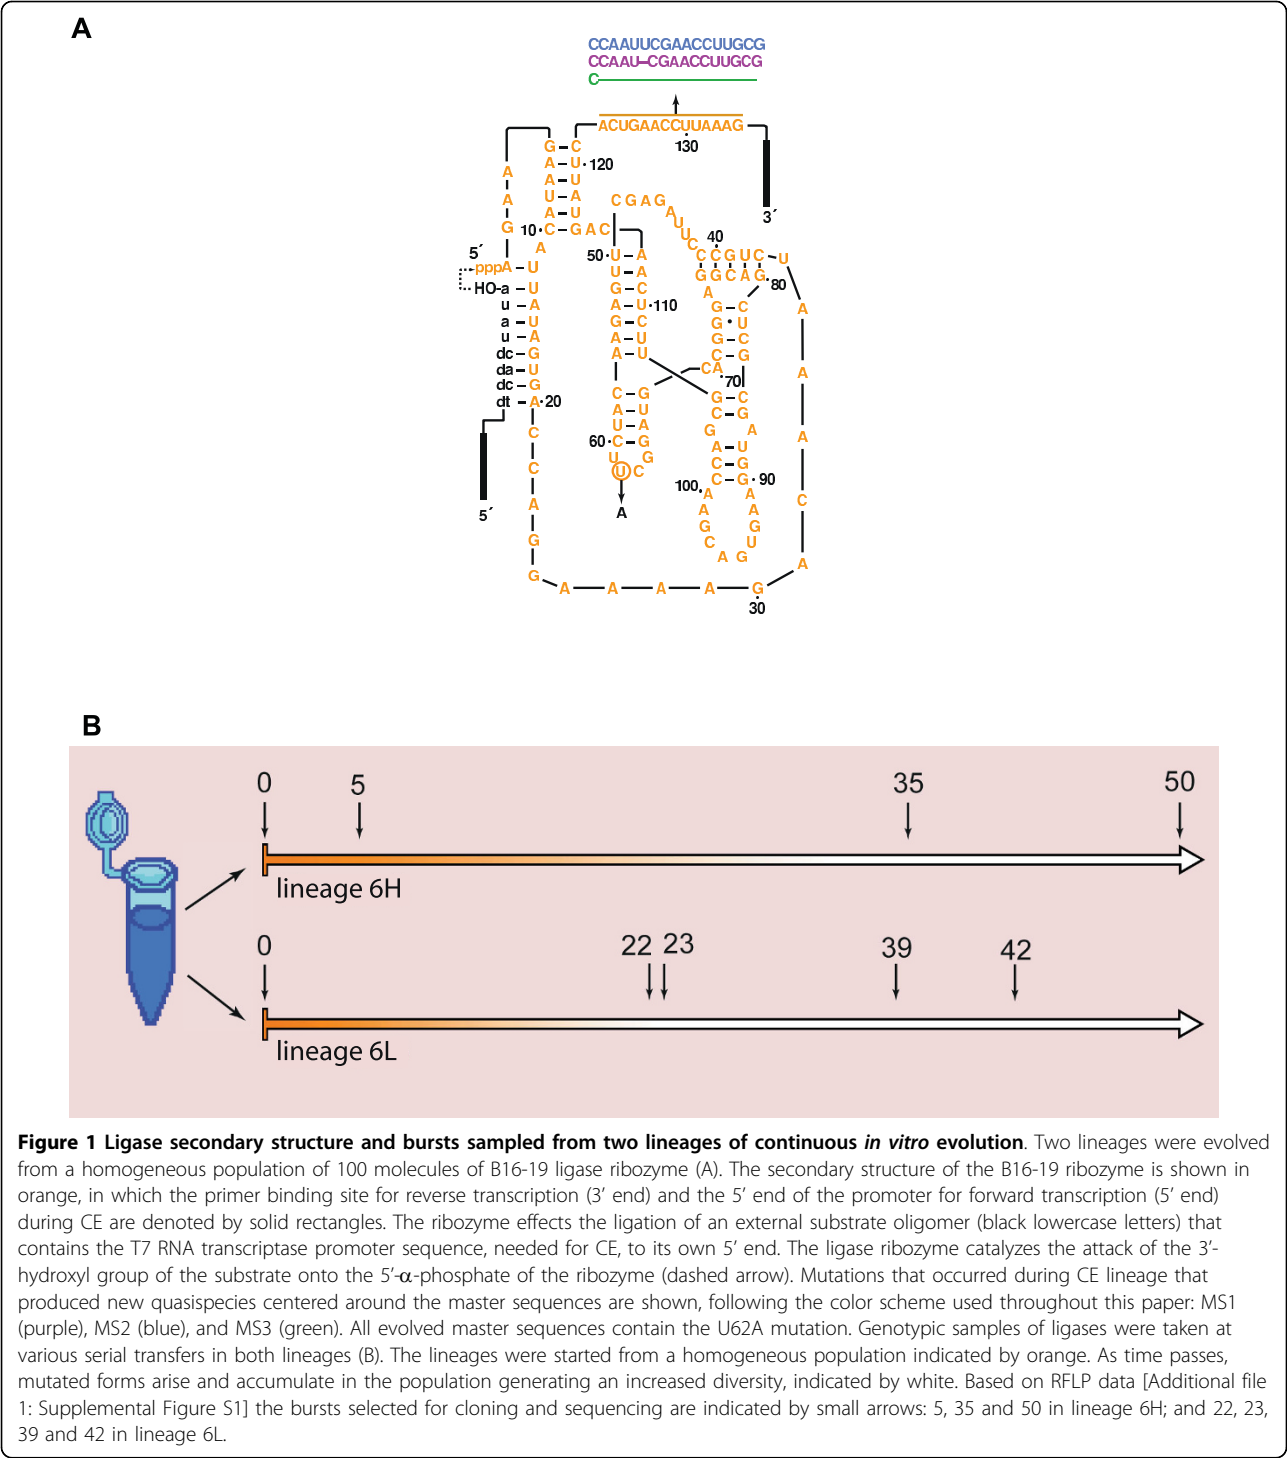 A
CCAAUUCGAACCUUGCG
CCAAU–CGAACCUUGCG
C
ACUGAACCUUAAAG
130
3´
G–C
A–U·120
A–U
U–A
A–U
10·C–GAC
A
A
G
5´
pppA–U
A
HO-a–U
u–A
a–U
u–A
dc–G
da–U
dc–G
dt–A·20
5´
C
C
A
G
G
A
A
A
A
G
30
CGAGAUUC
40
CCGUC
GGCAG·80
U
A
A
A
C
A
50·U–A
U–A
G–C
A–U·110
G–C
A–U
A–U
C–G
A–U
U–A
60·C–G
U
G
U
C
A
A
G–C
G·U
G–C
C–G
CA
70
G–C
C–G
G
A
A–U
C–G
C–G·90
100
A
A
A
A
G
G
C
U
A
G
B
0
5
35
50
lineage 6H
0
22
23
39
42
lineage 6L
Figure 1 Ligase secondary structure and bursts sampled from two lineages of continuous in vitro evolution. Two lineages were evolved
from a homogeneous population of 100 molecules of B16-19 ligase ribozyme (A). The secondary structure of the B16-19 ribozyme is shown in
orange, in which the primer binding site for reverse transcription (3’ end) and the 5’ end of the promoter for forward transcription (5’ end)
during CE are denoted by solid rectangles. The ribozyme effects the ligation of an external substrate oligomer (black lowercase letters) that
contains the T7 RNA transcriptase promoter sequence, needed for CE, to its own 5’ end. The ligase ribozyme catalyzes the attack of the 3’-
hydroxyl group of the substrate onto the 5’-α-phosphate of the ribozyme (dashed arrow). Mutations that occurred during CE lineage that
produced new quasispecies centered around the master sequences are shown, following the color scheme used throughout this paper: MS1
(purple), MS2 (blue), and MS3 (green). All evolved master sequences contain the U62A mutation. Genotypic samples of ligases were taken at
various serial transfers in both lineages (B). The lineages were started from a homogeneous population indicated by orange. As time passes,
mutated forms arise and accumulate in the population generating an increased diversity, indicated by white. Based on RFLP data [Additional file
1: Supplemental Figure S1] the bursts selected for cloning and sequencing are indicated by small arrows: 5, 35 and 50 in lineage 6H; and 22, 23,
39 and 42 in lineage 6L.